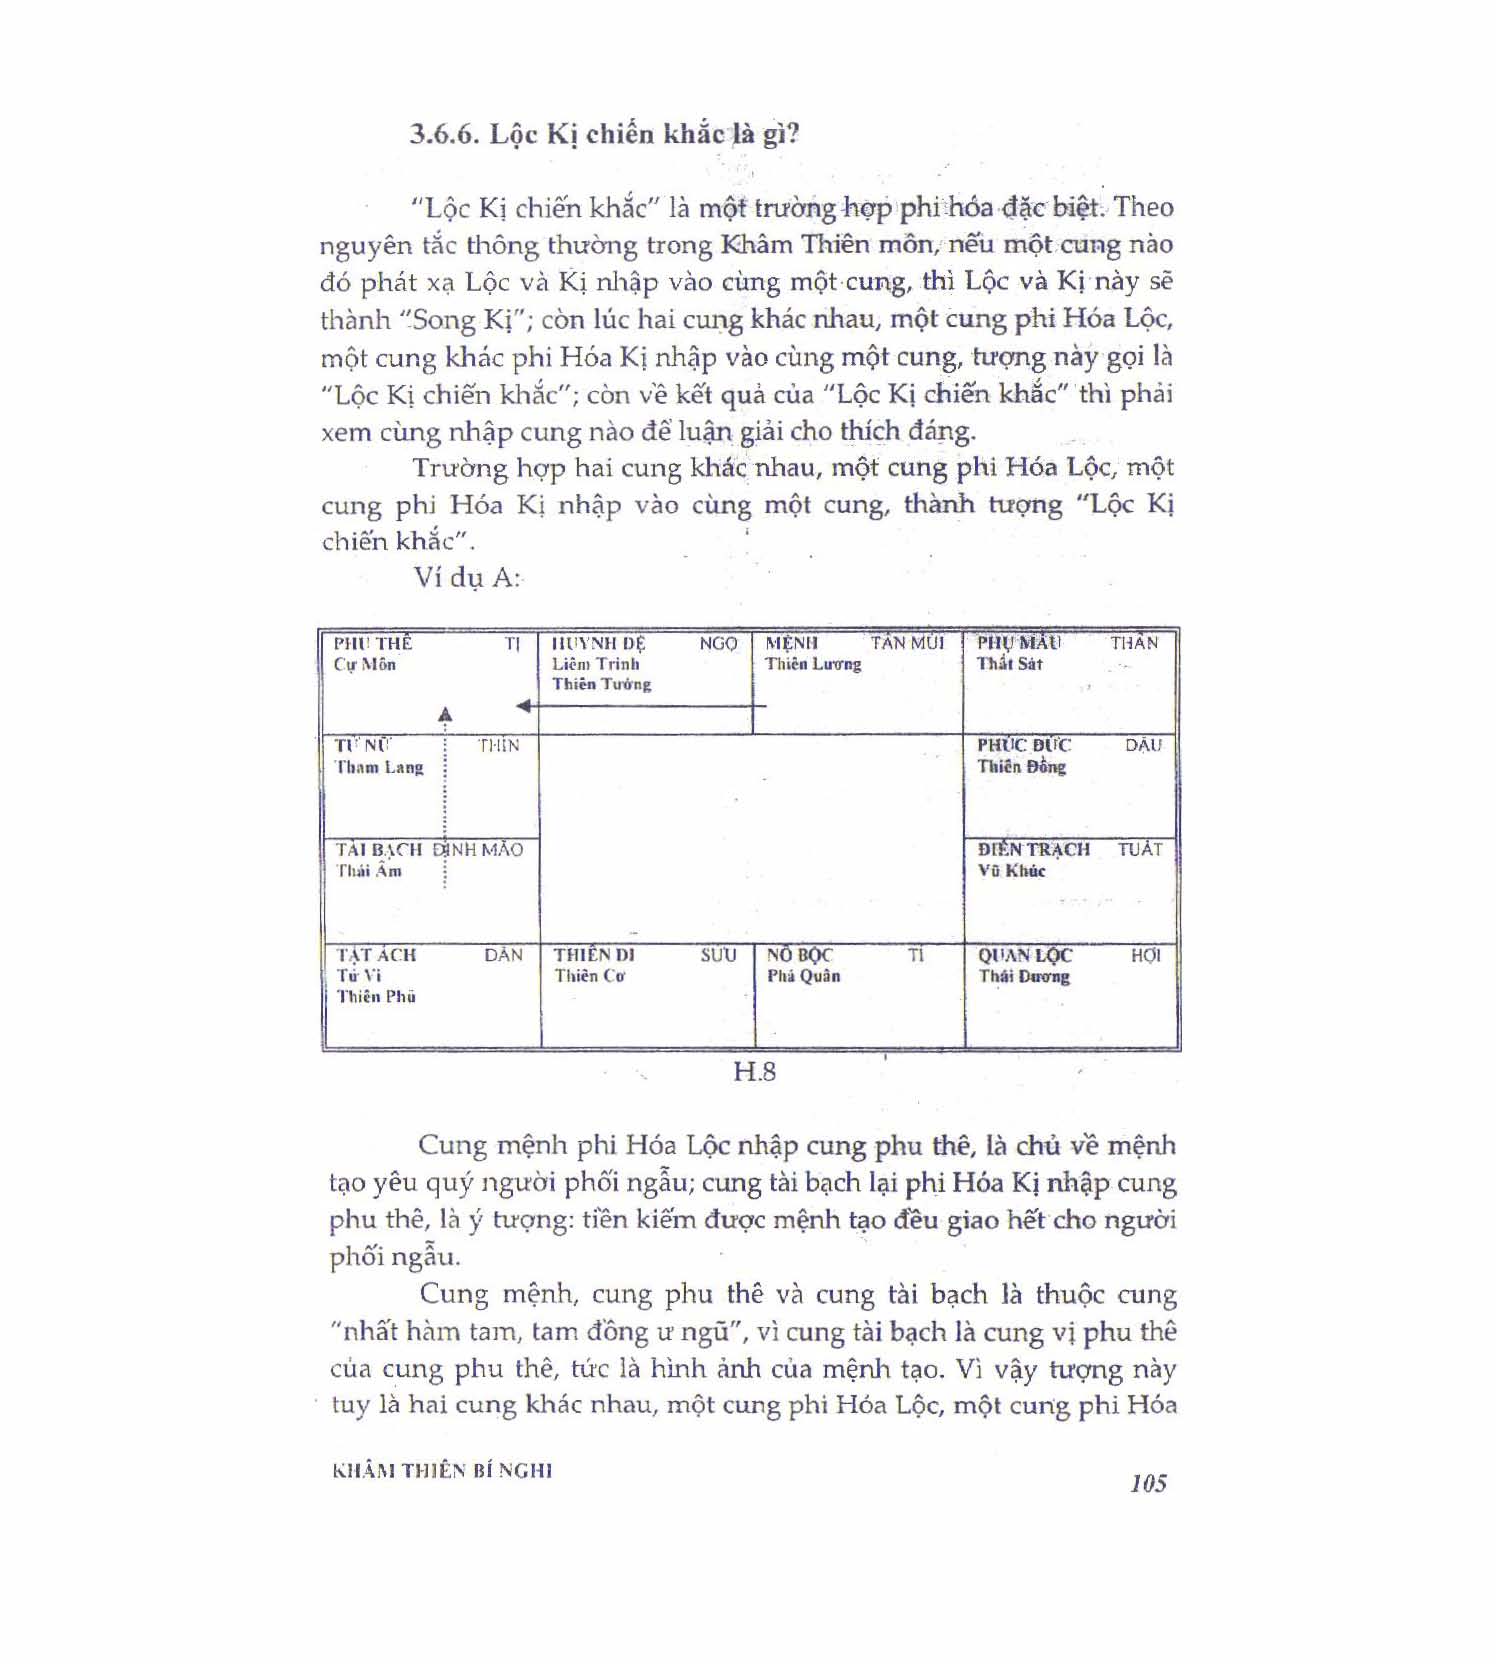 3.6.6. Lộc Kị chiến khắc là gì?
"Lộc Kị chiến khắc" là một trường hợp phi hóa đặc biệt. Theo
nguyên tắc thông thường trong Khâm Thiên môn, nếu một cung nào
đó phát xạ Lộc và Kị nhập vào cùng một cung, thì Lộc và Kị này sẽ
thành "Song Kị"; còn lúc hai cung khác nhau, một cung phi Hóa Lộc,
một cung khác phi Hóa Kị nhập vào cùng một cung, tượng này gọi là
"Lộc Kị chiến khắc"; còn về kết quả của "Lộc Kị chiến khắc" thì phải
xem cùng nhập cung nào để luận giải cho thích đáng.
Trường hợp hai cung khác nhau, một cung phi Hóa Lộc, một
cung phi Hóa Kị nhập vào cùng một cung, thành tượng "Lộc Kị
chiến khắc".
Ví dụ A:
PHU THÊ TỊ HUYNH ĐỆ NGỌ MỆNH TÂN MÙI PHỤ MẪU THÂN
Cự Môn Liêm Trinh Thiên Lương Thất Sát
Thiên Tướng
TỬ NỮ THÌN PHÚC ĐỨC DẬU
Tham Lang Thiên Đồng
TÀI BẠCH ĐINH MÃO ĐIỀN TRẠCH TUẤT
Thái Âm Vũ Khúc
TẬT ÁCH DẦN THIÊN DI SỬU NÔ BỘC TÍ QUAN LỘC HỢI
Tử Vi Thiên Cơ Phá Quân Thái Dương
Thiên Phủ
H.8
Cung mệnh phi Hóa Lộc nhập cung phu thê, là chủ về mệnh
tạo yêu quý người phối ngẫu; cung tài bạch lại phi Hóa Kị nhập cung
phu thê, là ý tượng: tiền kiếm được mệnh tạo đều giao hết cho người
phối ngẫu.
Cung mệnh, cung phu thê và cung tài bạch là thuộc cung
"nhất hàm tam, tam đồng ư ngũ", vì cung tài bạch là cung vị phu thê
của cung phu thê, tức là hình ảnh của mệnh tạo. Vì vậy tượng này
tuy là hai cung khác nhau, một cung phi Hóa Lộc, một cung phi Hóa
KHÂM THIÊN BÍ NGHI
105